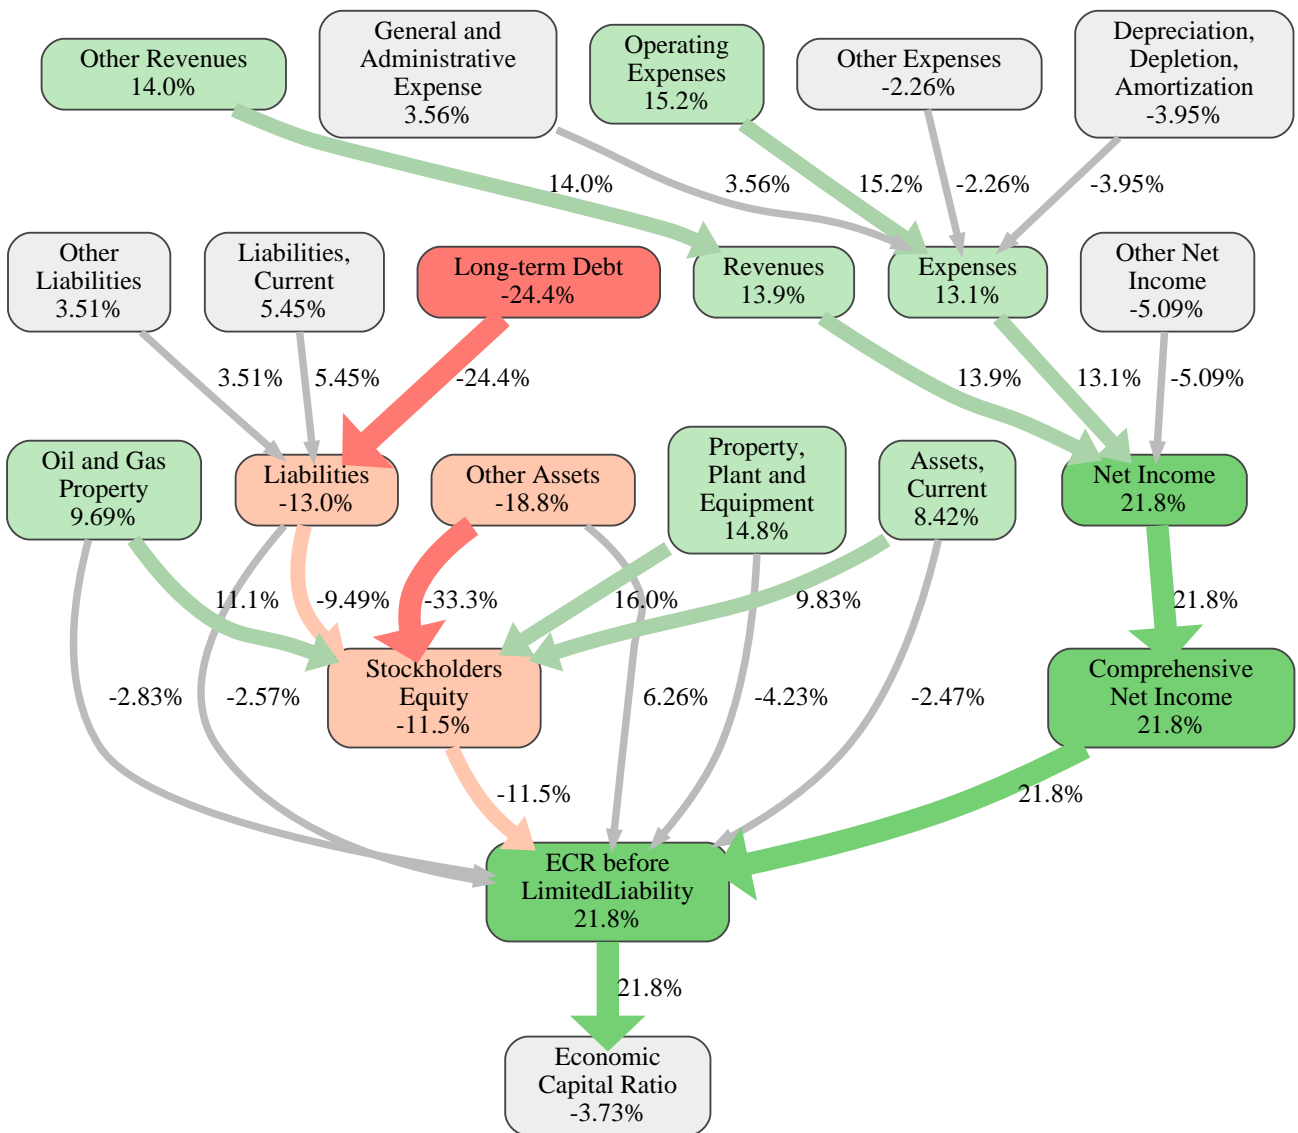 Other Revenues
14.0%
General and
Administrative
Expense
3.56%
Operating
Expenses
15.2%
Other Expenses
-2.26%
Depreciation,
Depletion,
Amortization
-3.95%
14.0%
3.56%
15.2%
-2.26%
-3.95%
Other
Liabilities
3.51%
Liabilities,
Current
5.45%
Long-term Debt
-24.4%
Revenues
13.9%
Expenses
13.1%
Other Net
Income
-5.09%
3.51%
5.45%
-24.4%
13.9%
13.1%
-5.09%
Oil and Gas
Property
9.69%
Liabilities
-13.0%
Other Assets
-18.8%
Property,
Plant and
Equipment
14.8%
Assets,
Current
8.42%
Net Income
21.8%
11.1%
-9.49%
-33.3%
16.0%
9.83%
21.8%
Stockholders
Equity
-11.5%
Comprehensive
Net Income
21.8%
-2.83%
-2.57%
6.26%
-4.23%
-2.47%
-11.5%
21.8%
ECR before
LimitedLiability
21.8%
21.8%
Economic
Capital Ratio
-3.73%